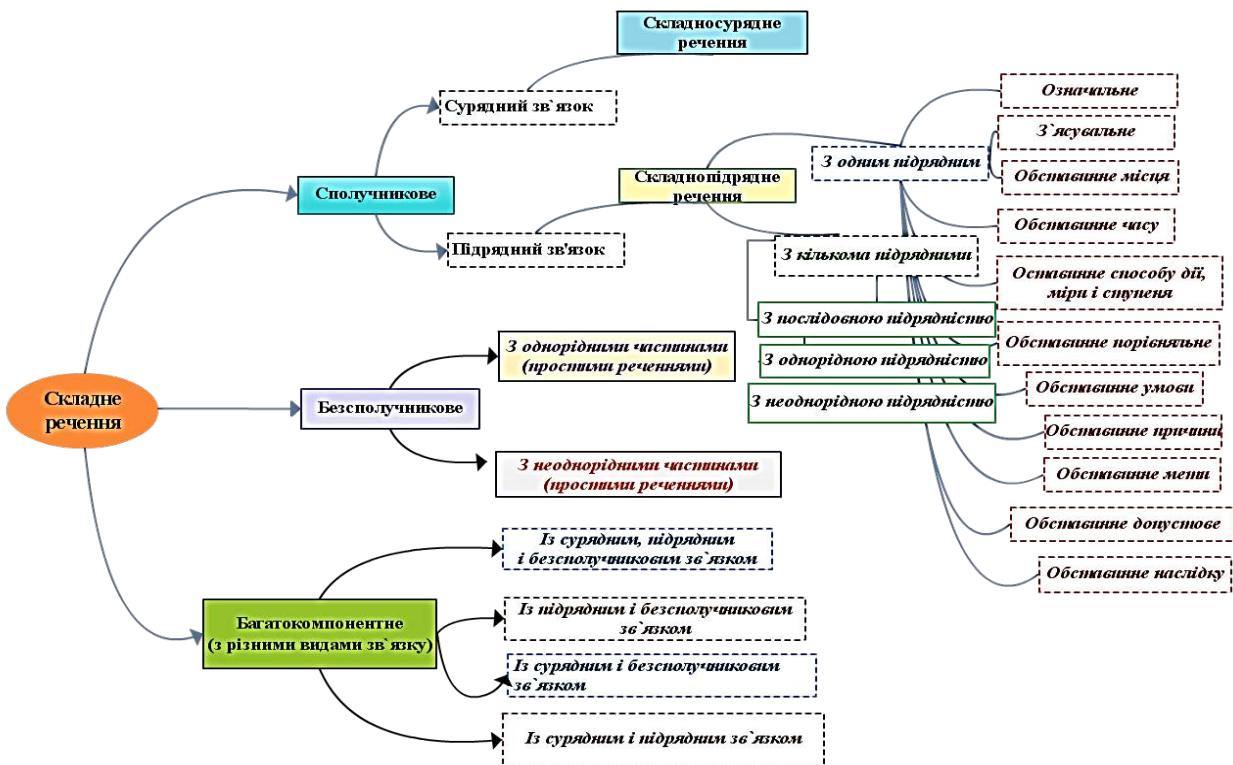 Складносурядне
речення
Сурядний зв`язок
Сполучникове
Підрядний зв'язок
Складнопідрядне
речення
З одним підрядним
З кількома підрядними
З послідовною підрядністю
З однорідною підрядністю
З неоднорідною підрядністю
Означальне
З`ясувальне
Обставинне місця
Обставинне часу
Оставинне способу дії,
міри і ступеня
Обставинне порівняльне
Обставинне умови
Обставинне причини
Обставинне мети
Обставинне допустове
Обставинне наслідку
Складне
речення
Безсполучникове
З однорідними частинами
(простими реченнями)
З неоднорідними частинами
(простими реченнями)
Багатокомпонентне
(з різними видами зв`язку)
Із сурядним, підрядним
і безсполучниковим зв`язком
Із підрядним і безсполучниковим
зв`язком
Із сурядним і безсполучниковим
зв`язком
Із сурядним і підрядним зв`язком